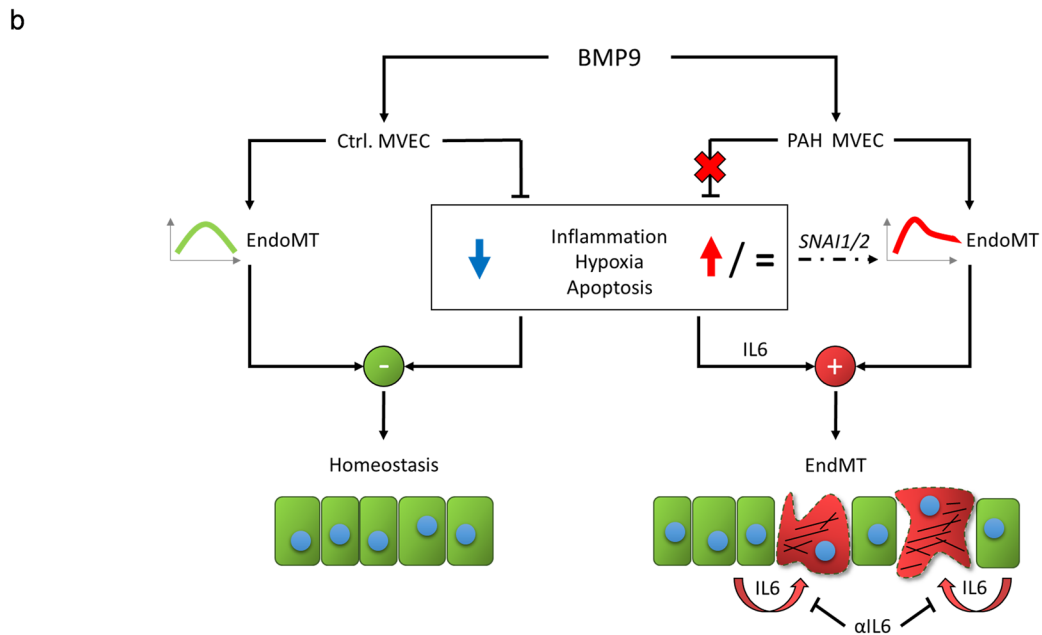 b
BMP9
Ctrl. MVEC
PAH MVEC
EndoMT
Inflammation
Hypoxia
Apoptosis
/ =
SNAI1/2
EndoMT
IL6
-
+
Homeostasis
EndMT
IL6
IL6
αIL6